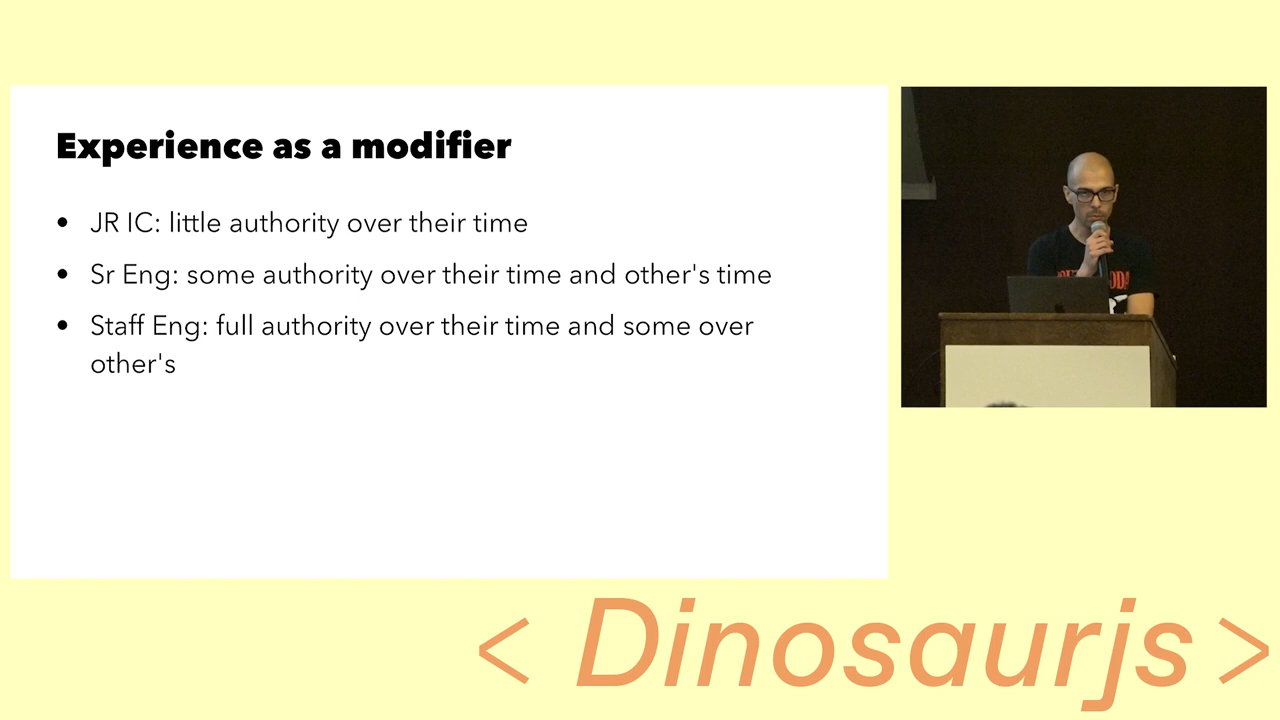 Experience as a modifier
• JR IC: little authority over their time
• Sr Eng: some authority over their time and other's time
• Staff Eng: full authority over their time and some over
other's
< Dinosaurjs >